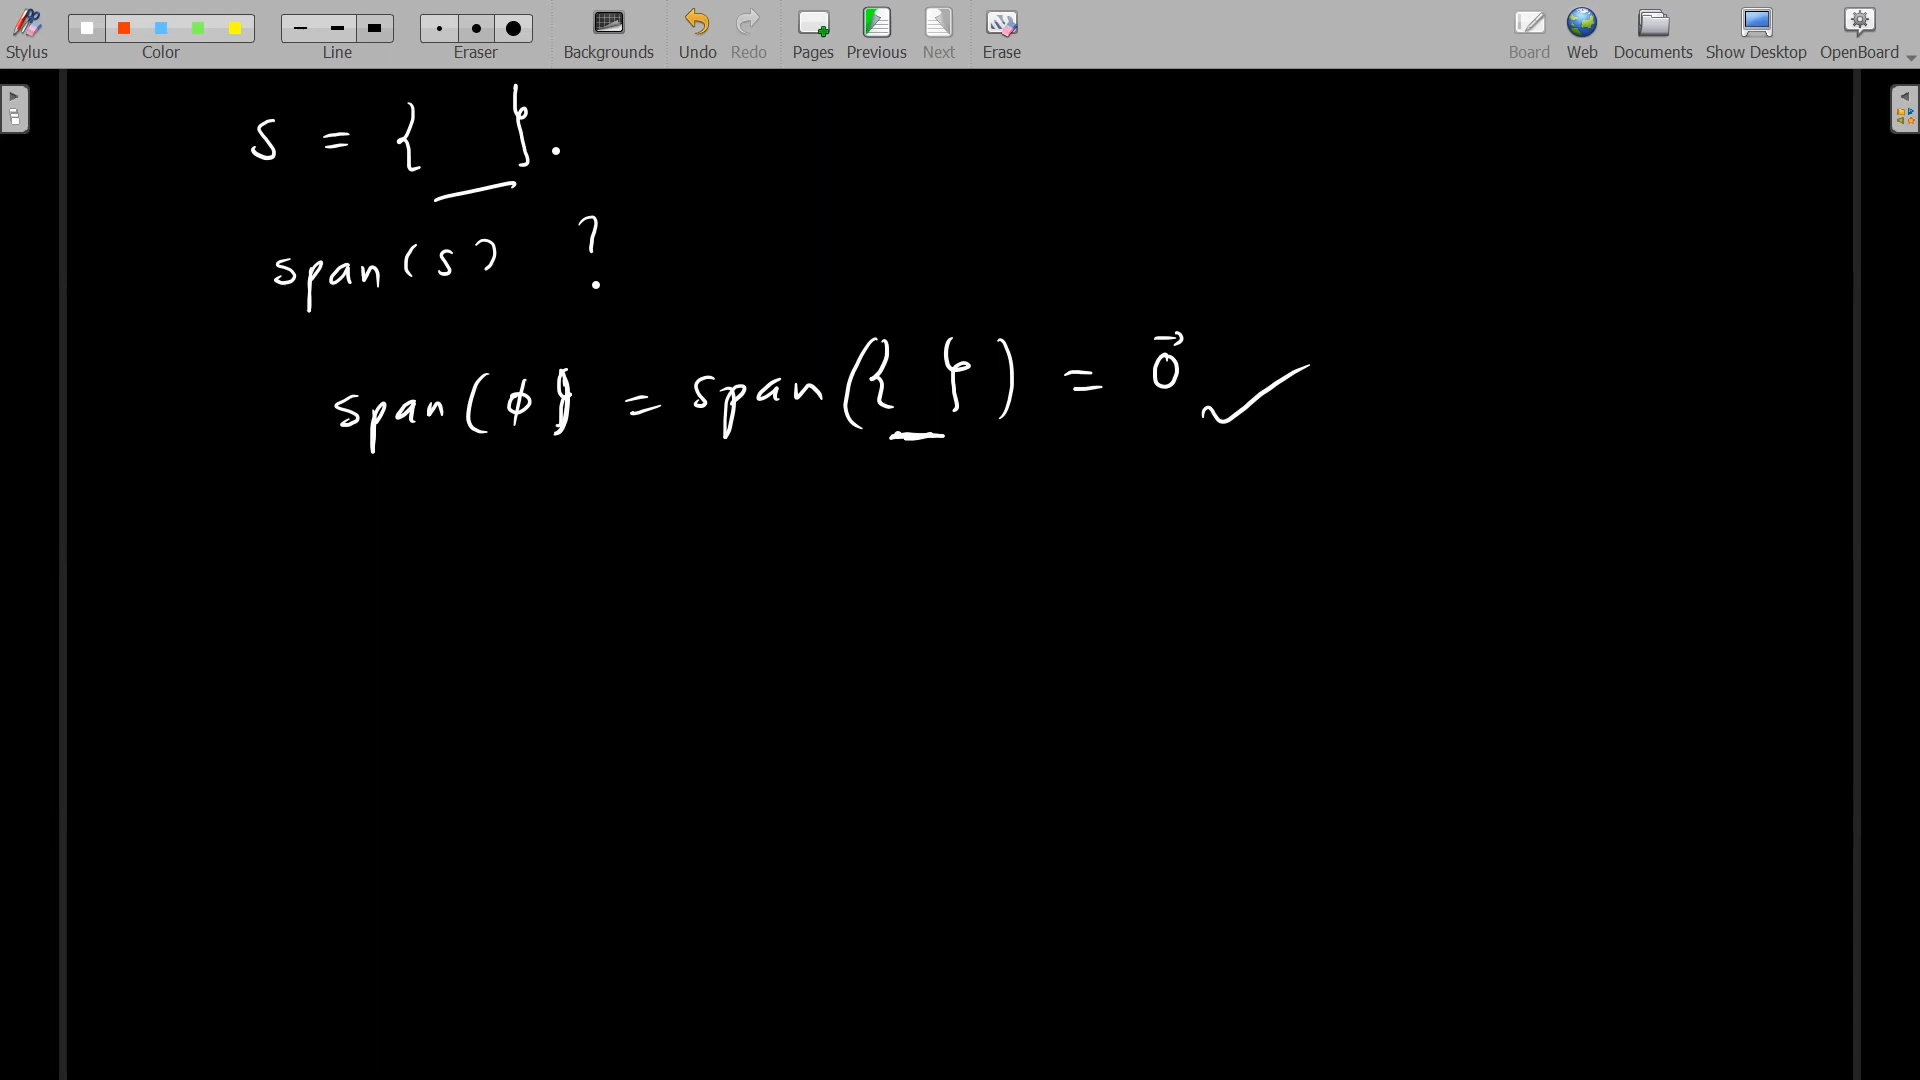 Stylus Color Line Eraser Backgrounds Undo Redo Pages Previous Next Erase Board Web Documents Show Desktop OpenBoard
S = { }.
span(S) ?
span(φ) = span({ }) = \vec{0} ✓